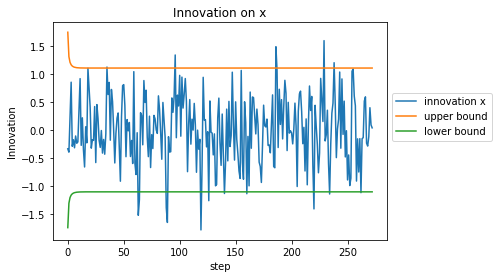 Innovation on x
1.5
1.0
0.5
0.0
−0.5
−1.0
−1.5
Innovation
0
50
100
150
200
250
step
innovation x
upper bound
lower bound